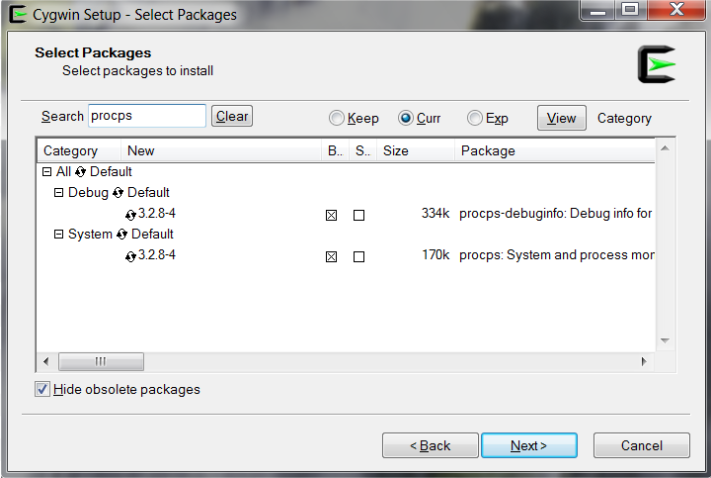 Cygwin Setup - Select Packages
Select Packages
Select packages to install
Search procps Clear Keep Curr Exp View Category
Category New B.. S.. Size Package
All Default
Debug Default
3.2.8-4 334k procps-debuginfo: Debug info for
System Default
3.2.8-4 170k procps: System and process mor
Hide obsolete packages
< Back Next > Cancel